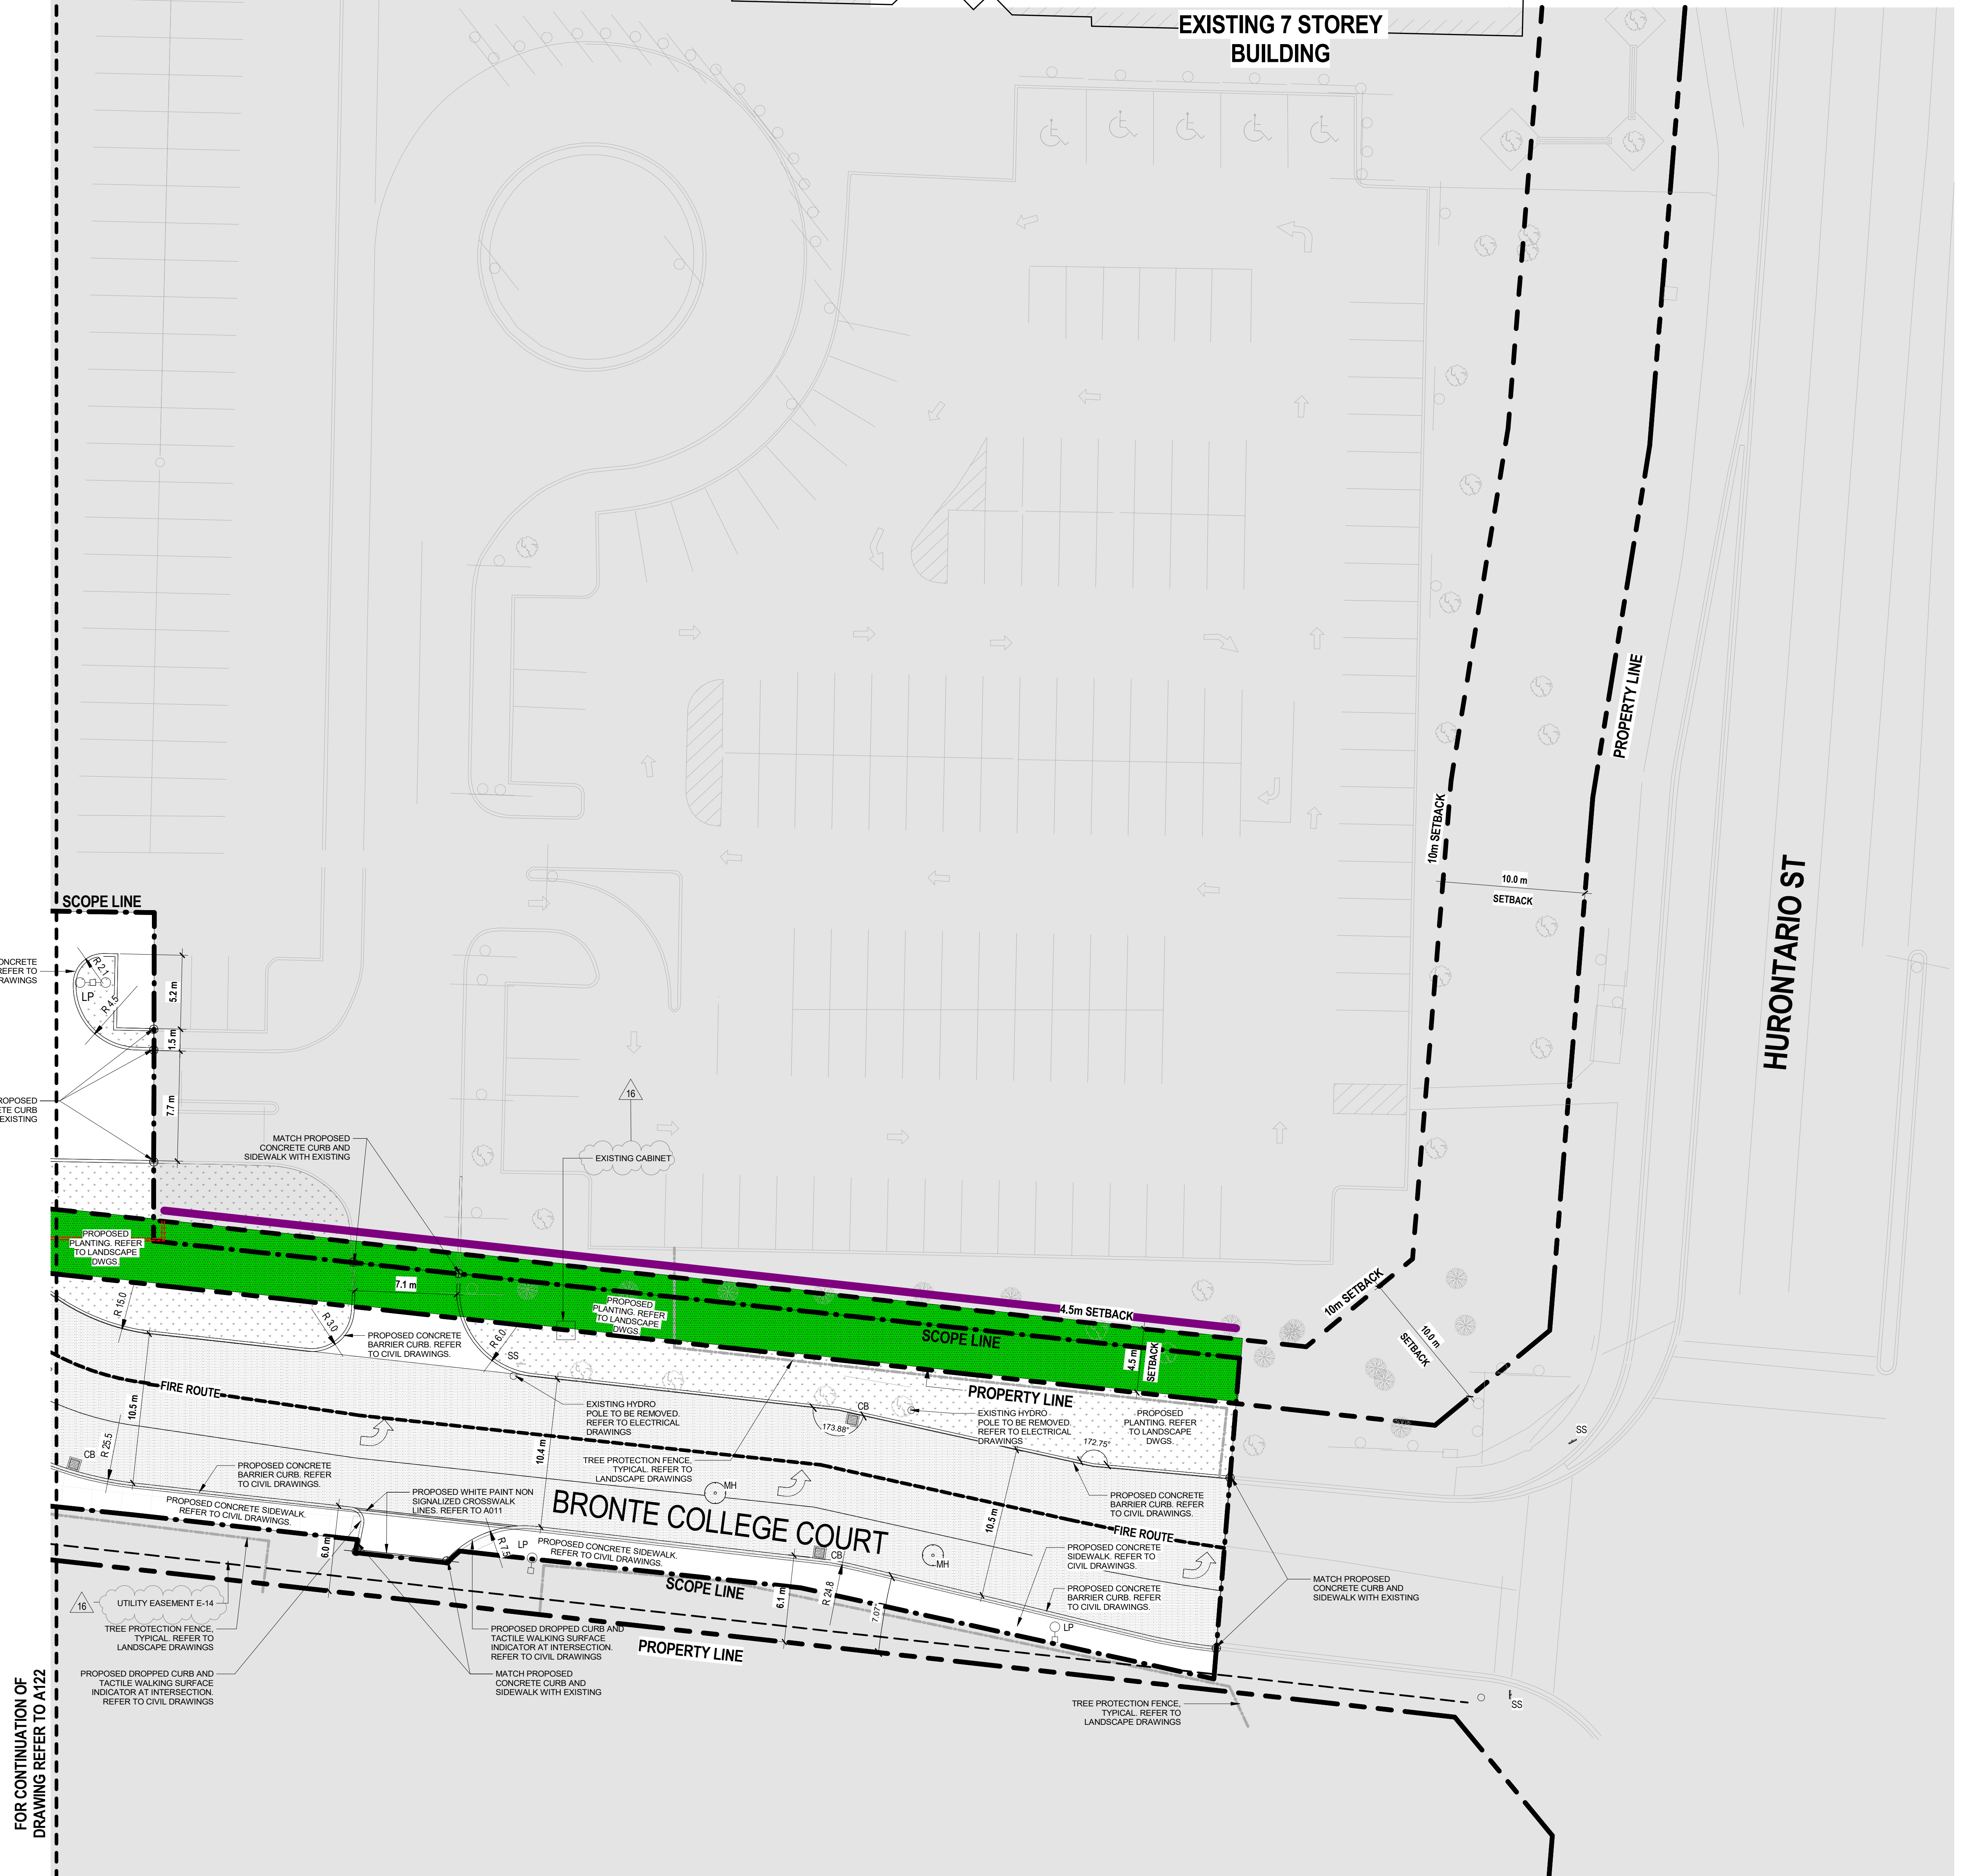 EXISTING 7 STOREY
BUILDING
PROPERTY LINE
10m SETBACK
10.0 m
SETBACK
HURONTARIO ST
SCOPE LINE
ONCRETE
REFER TO
RAWINGS
R 2.1
LP
R 4.5
5.2 m
1.5 m
7.7 m
ROPOSED
ETE CURB
EXISTING
16
EXISTING CABINET
MATCH PROPOSED
CONCRETE CURB AND
SIDEWALK WITH EXISTING
PROPOSED
PLANTING. REFER
TO LANDSCAPE
DWGS.
7.1 m
PROPOSED
PLANTING. REFER
TO LANDSCAPE
DWGS.
4.5m SETBACK
SCOPE LINE
4.5 m
SETBACK
10m SETBACK
10.0 m
SETBACK
R 15.0
R 3.0
PROPOSED CONCRETE
BARRIER CURB. REFER
TO CIVIL DRAWINGS.
R 6.0
SS
FIRE ROUTE
10.5 m
EXISTING HYDRO
POLE TO BE REMOVED.
REFER TO ELECTRICAL
DRAWINGS
PROPERTY LINE
CB
173.88°
EXISTING HYDRO
POLE TO BE REMOVED.
REFER TO ELECTRICAL
DRAWINGS
PROPOSED
PLANTING. REFER
TO LANDSCAPE
DWGS.
172.75°
SS
R 25.5
CB
10.4 m
TREE PROTECTION FENCE,
TYPICAL. REFER TO
LANDSCAPE DRAWINGS
PROPOSED CONCRETE
BARRIER CURB. REFER
TO CIVIL DRAWINGS.
MH
PROPOSED WHITE PAINT NON
SIGNALIZED CROSSWALK
LINES. REFER TO A011
BRONTE COLLEGE COURT
10.5 m
PROPOSED CONCRETE
BARRIER CURB. REFER
TO CIVIL DRAWINGS.
FIRE ROUTE
PROPOSED CONCRETE SIDEWALK.
REFER TO CIVIL DRAWINGS.
6.0 m
R 7.5
LP
PROPOSED CONCRETE SIDEWALK.
REFER TO CIVIL DRAWINGS.
CB
MH
PROPOSED CONCRETE
SIDEWALK. REFER TO
CIVIL DRAWINGS.
SCOPE LINE
6.1 m
R 24.8
7.07°
PROPOSED CONCRETE
BARRIER CURB. REFER
TO CIVIL DRAWINGS.
MATCH PROPOSED
CONCRETE CURB AND
SIDEWALK WITH EXISTING
16
UTILITY EASEMENT E-14
TREE PROTECTION FENCE,
TYPICAL. REFER TO
LANDSCAPE DRAWINGS
PROPOSED DROPPED CURB AND
TACTILE WALKING SURFACE
INDICATOR AT INTERSECTION.
REFER TO CIVIL DRAWINGS
PROPERTY LINE
LP
PROPOSED DROPPED CURB AND
TACTILE WALKING SURFACE
INDICATOR AT INTERSECTION.
REFER TO CIVIL DRAWINGS
MATCH PROPOSED
CONCRETE CURB AND
SIDEWALK WITH EXISTING
TREE PROTECTION FENCE,
TYPICAL. REFER TO
LANDSCAPE DRAWINGS
SS
FOR CONTINUATION OF
DRAWING REFER TO A122